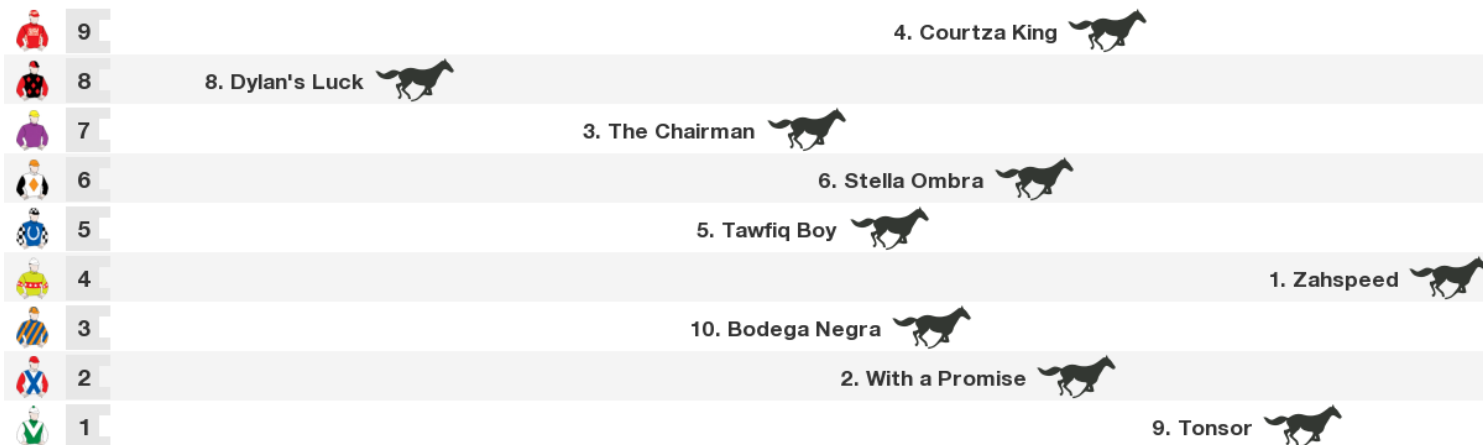 9 4. Courtza King
8 8. Dylan's Luck
7 3. The Chairman
6 6. Stella Ombra
5 5. Tawfiq Boy
4 1. Zahspeed
3 10. Bodega Negra
2 2. With a Promise
1 9. Tonsor